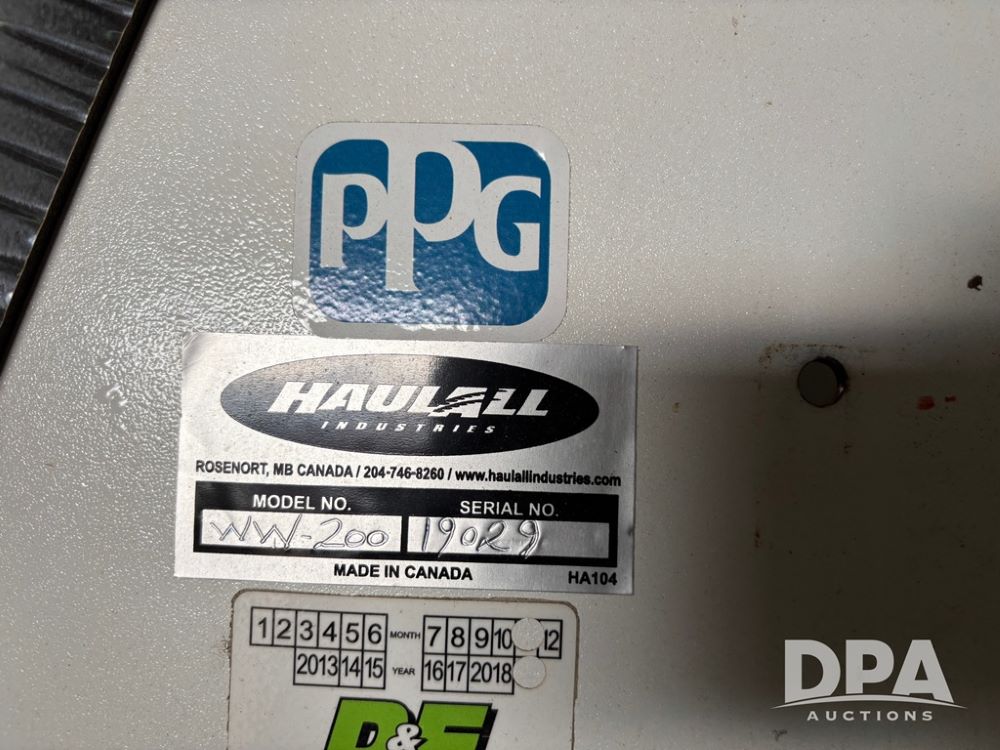 PPG
HAULALL
INDUSTRIES
ROSENORT, MB CANADA / 204-746-8260 / www.haulallindustries.com
MODEL NO. SERIAL NO.
WW-200 19029
MADE IN CANADA HA104
1 2 3 4 5 6 MONTH 7 8 9 10 12
2013 14 15 YEAR 16 17 2018
DPA
AUCTIONS